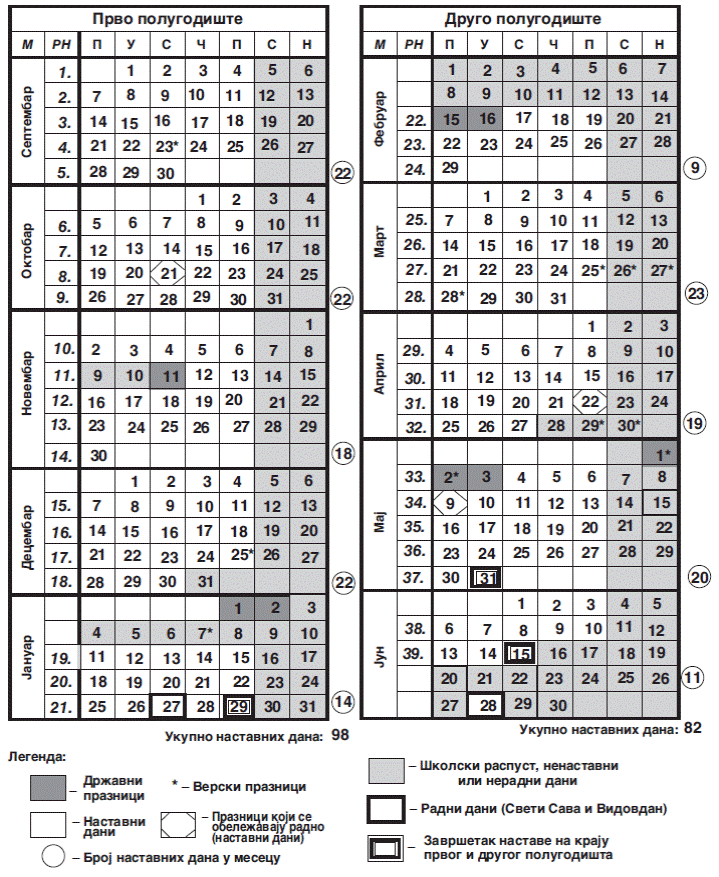 Прво полугодиште
М РН П У С Ч П С Н
Септембар
1. 1 2 3 4 5 6
2. 7 8 9 10 11 12 13
3. 14 15 16 17 18 19 20
4. 21 22 23* 24 25 26 27
5. 28 29 30 22
Октобар
1 2 3 4
6. 5 6 7 8 9 10 11
7. 12 13 14 15 16 17 18
8. 19 20 21 22 23 24 25
9. 26 27 28 29 30 31 22
Новембар
1
10. 2 3 4 5 6 7 8
11. 9 10 11 12 13 14 15
12. 16 17 18 19 20 21 22
13. 23 24 25 26 27 28 29
14. 30 18
Децембар
1 2 3 4 5 6
15. 7 8 9 10 11 12 13
16. 14 15 16 17 18 19 20
17. 21 22 23 24 25* 26 27
18. 28 29 30 31 22
Јануар
1 2 3
4 5 6 7* 8 9 10
19. 11 12 13 14 15 16 17
20. 18 19 20 21 22 23 24
21. 25 26 27 28 29 30 31 14
Укупно наставних дана: 98
Друго полугодиште
М РН П У С Ч П С Н
Фебруар
1 2 3 4 5 6 7
8 9 10 11 12 13 14
22. 15 16 17 18 19 20 21
23. 22 23 24 25 26 27 28
24. 29 9
Март
1 2 3 4 5 6
25. 7 8 9 10 11 12 13
26. 14 15 16 17 18 19 20
27. 21 22 23 24 25* 26* 27*
28. 28* 29 30 31 23
Април
1 2 3
29. 4 5 6 7 8 9 10
30. 11 12 13 14 15 16 17
31. 18 19 20 21 22 23 24
32. 25 26 27 28 29* 30* 19
Мај
1*
33. 2* 3 4 5 6 7 8
34. 9 10 11 12 13 14 15
35. 16 17 18 19 20 21 22
36. 23 24 25 26 27 28 29
37. 30 31 20
Јун
1 2 3 4 5
38. 6 7 8 9 10 11 12
39. 13 14 15 16 17 18 19
20 21 22 23 24 25 26 11
27 28 29 30
Укупно наставних дана: 82
Легенда:
– Државни
празници
* – Верски празници
– Наставни
дани
– Празници који се
обележавају радно
(наставни дани)
– Број наставних дана у месецу
– Школски распуст, ненаставни
или нерадни дани
– Радни дани (Свети Сава и Видовдан)
– Завршетак наставе на крају
првог и другог полугодишта